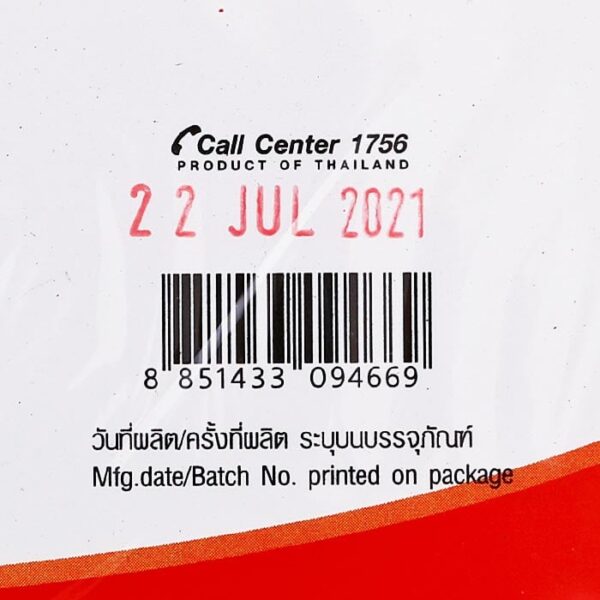 Call Center 1756
PRODUCT OF THAILAND
22 JUL 2021
8 851433 094669
วันที่ผลิต/ครั้งที่ผลิต ระบุบนบรรจุภัณฑ์
Mfg.date/Batch No. printed on package